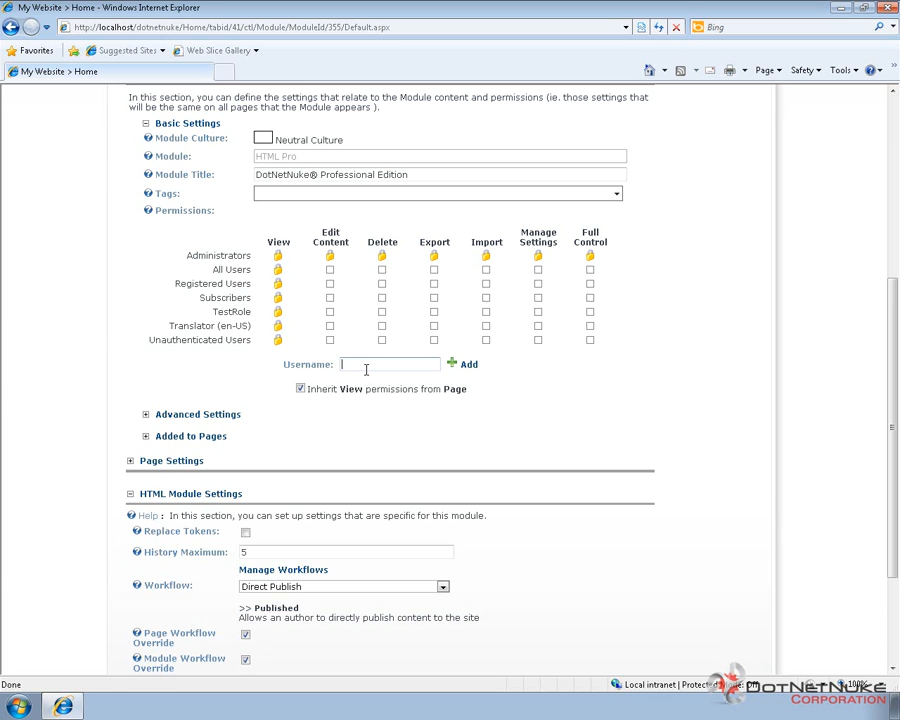 My Website > Home - Windows Internet Explorer
http://localhost/dotnetnuke/Home/tabid/41/ctl/Module/ModuleId/355/Default.aspx
Bing
Favorites Suggested Sites Web Slice Gallery
My Website > Home
Page Safety Tools
In this section, you can define the settings that relate to the Module content and permissions (ie. those settings that
will be the same on all pages that the Module appears ).
Basic Settings
Module Culture: Neutral Culture
Module: HTML Pro
Module Title: DotNetNuke® Professional Edition
Tags:
Permissions:
View Edit Content Delete Export Import Manage Settings Full Control
Administrators
All Users
Registered Users
Subscribers
TestRole
Translator (en-US)
Unauthenticated Users
Username: Add
Inherit View permissions from Page
Advanced Settings
Added to Pages
Page Settings
HTML Module Settings
Help : In this section, you can set up settings that are specific for this module.
Replace Tokens:
History Maximum: 5
Manage Workflows
Workflow: Direct Publish
>> Published
Allows an author to directly publish content to the site
Page Workflow
Override
Module Workflow
Override
Done
Local intranet | Protected Mode: Off
DotNetNuke
CORPORATION